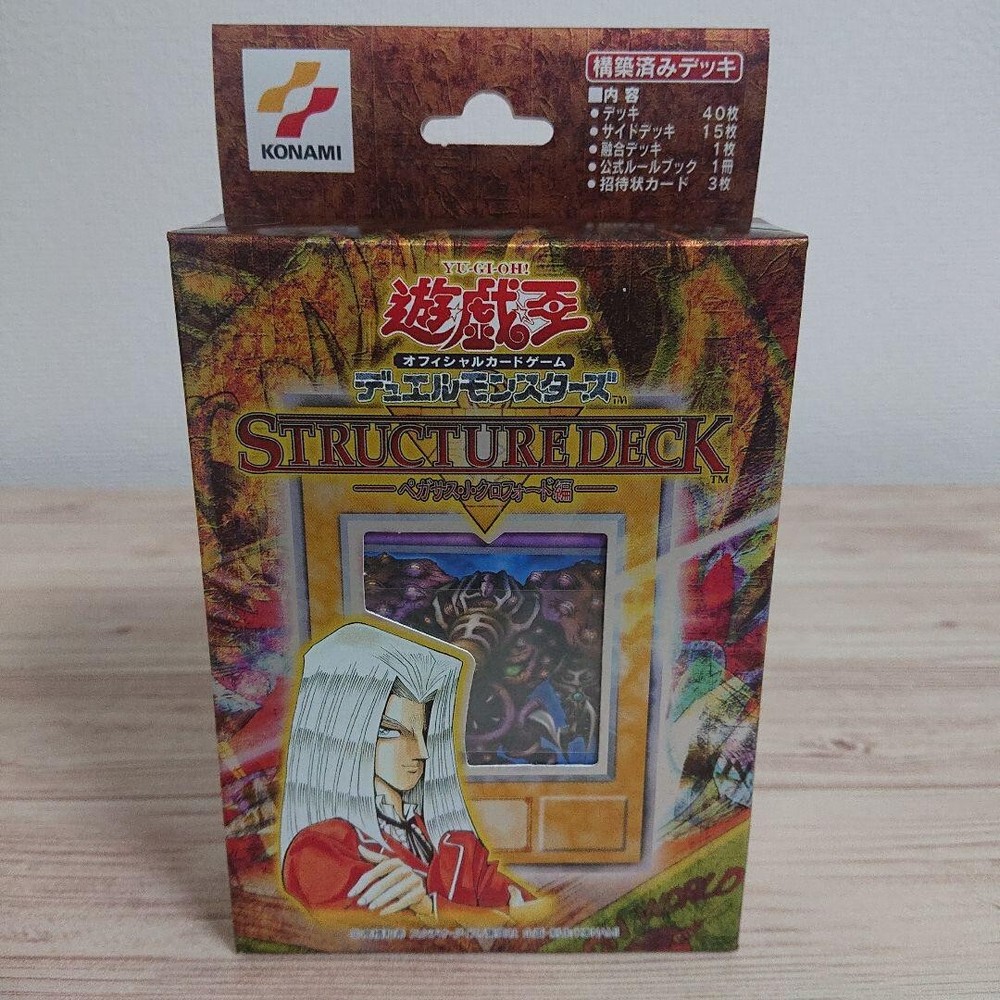 KONAMI
構築済みデッキ
■内容
●デッキ 40枚
●サイドデッキ 15枚
●融合デッキ 1枚
●公式ルールブック 1冊
●招待状カード 3枚
YU-GI-OH!
遊☆戯☆王
オフィシャルカードゲーム
デュエルモンスターズ™
STRUCTURE DECK™
ペガサス・J・クロフォード編
WORLD